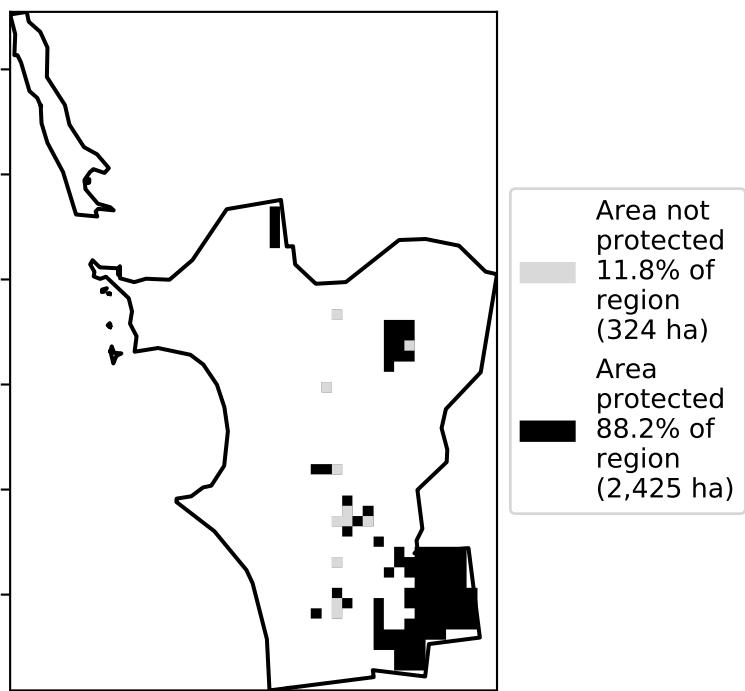 Area not
protected
11.8% of
region
(324 ha)
Area
protected
88.2% of
region
(2,425 ha)